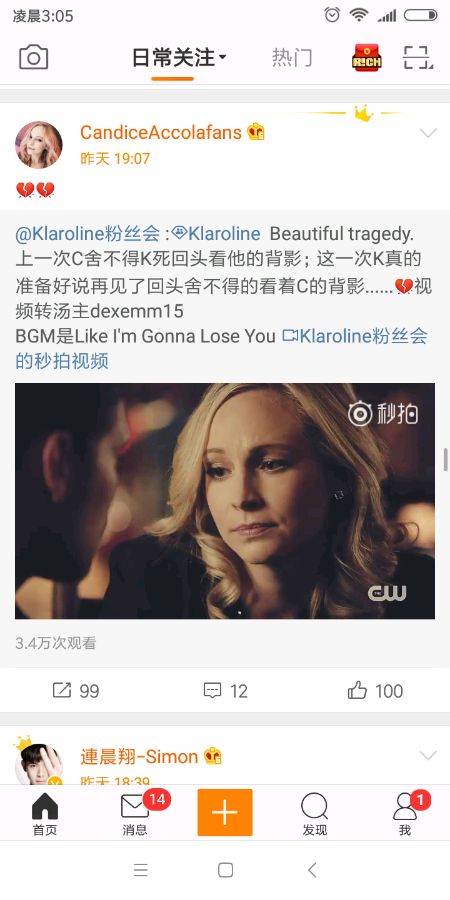 凌晨3:05
日常关注
热门
R!CH
CandiceAccolafans
昨天 19:07
@Klaroline粉丝会 :Klaroline Beautiful tragedy.
上一次C舍不得K死回头看他的背影；这一次K真的
准备好说再见了回头舍不得的看着C的背影......💔视
频转汤主dexemm15
BGM是Like I'm Gonna Lose You Klaroline粉丝会
的秒拍视频
秒拍
THE CW
3.4万次观看
99
12
100
連晨翔-Simon
昨天 18:39
14
1
首页
消息
发现
我